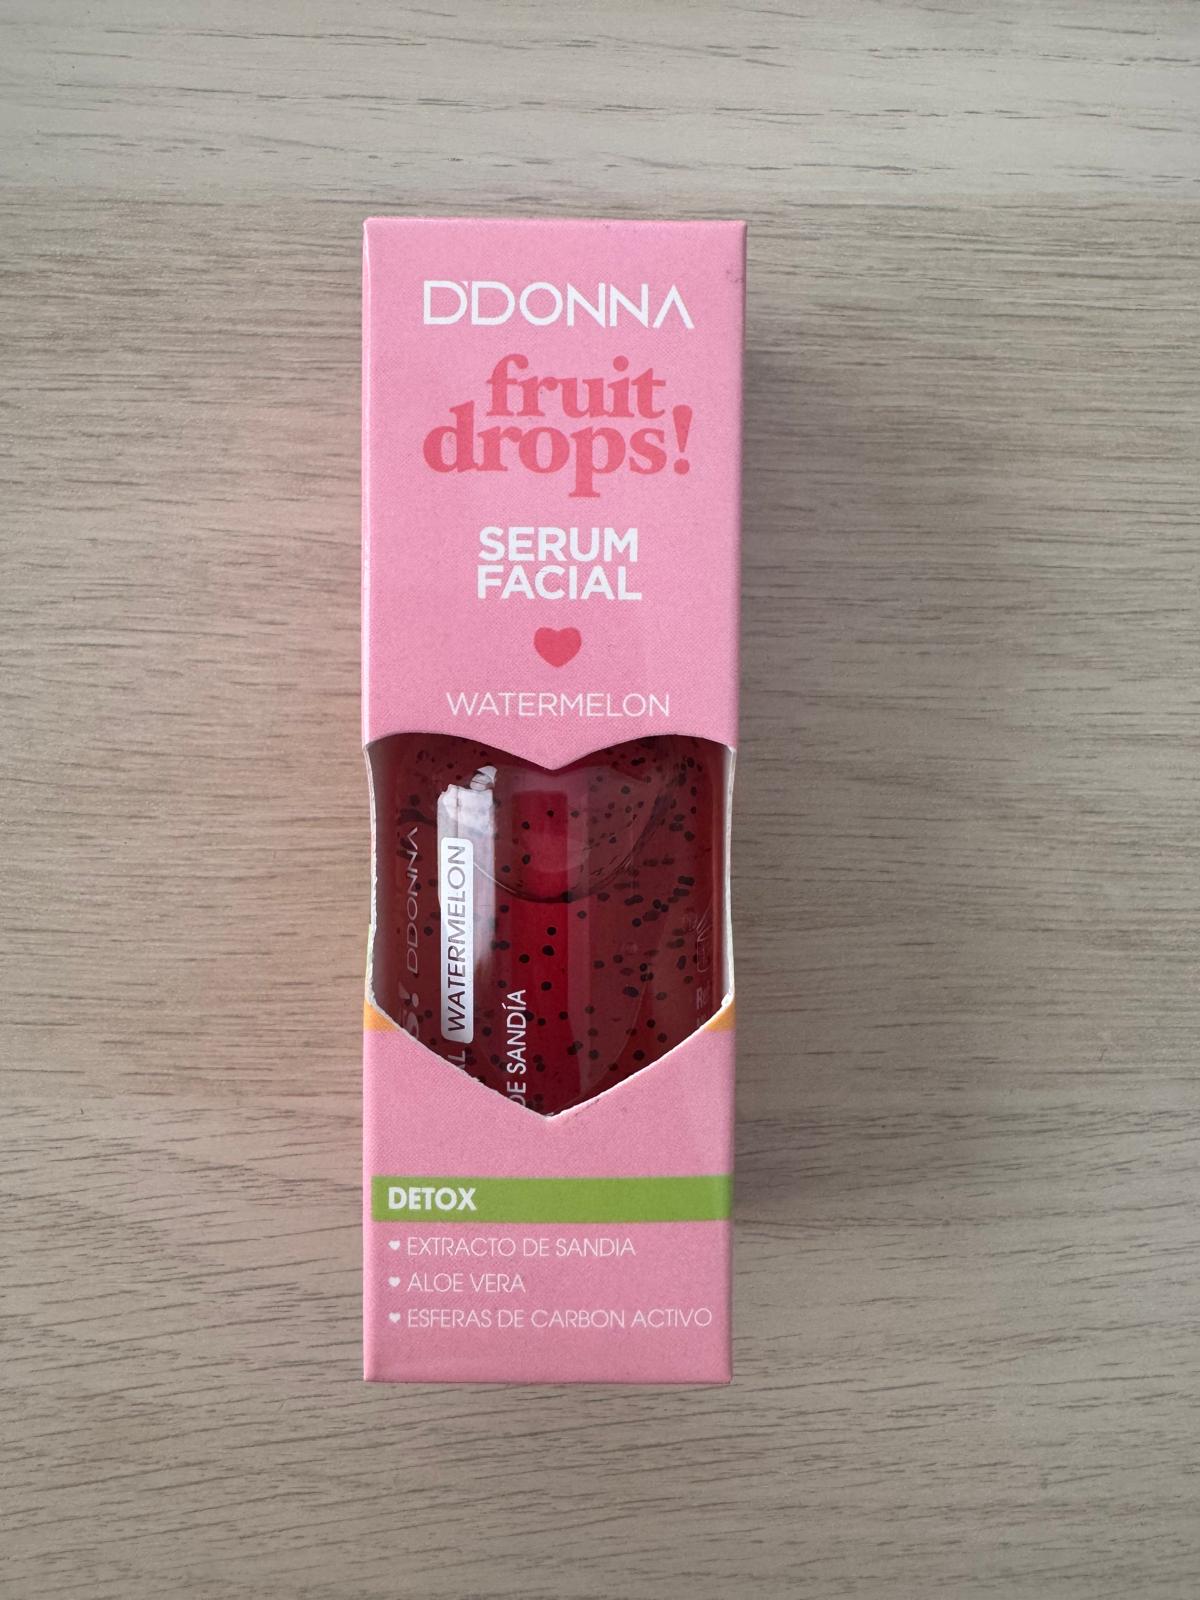 D'DONNA
fruit
drops!
SERUM
FACIAL
WATERMELON
D'DONNA
WATERMELON
DE SANDÍA
DETOX
EXTRACTO DE SANDIA
ALOE VERA
ESFERAS DE CARBON ACTIVO